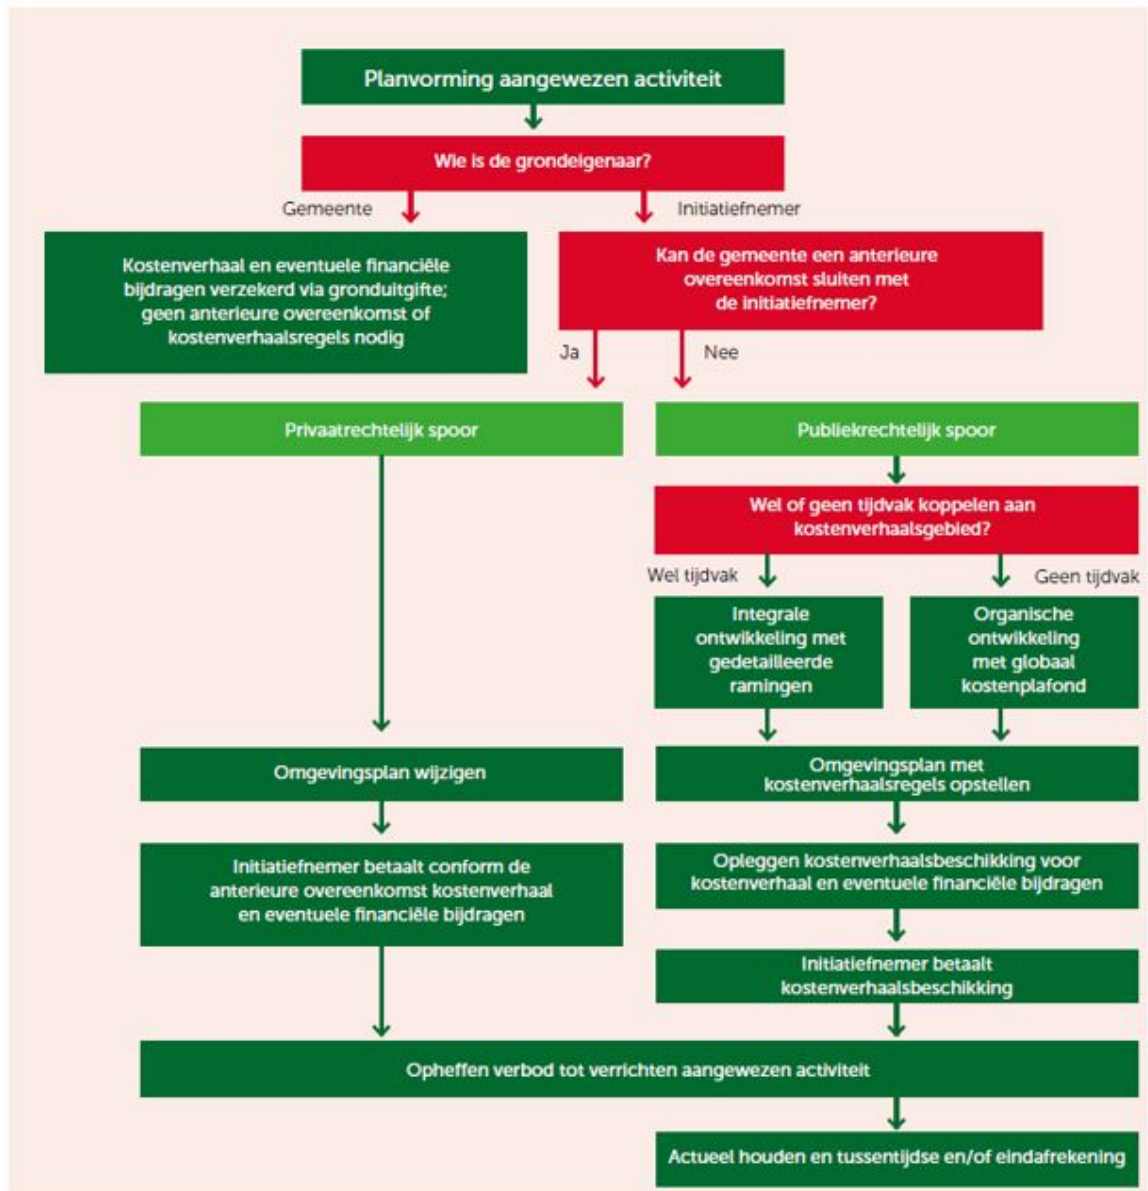 Planvorming aangewezen activiteit
Wie is de grondeigenaar?
Gemeente
Initiatiefnemer
Kostenverhaal en eventuele financiële
bijdragen verzekerd via gronduitgifte;
geen anterieure overeenkomst of
kostenverhaalsregels nodig
Kan de gemeente een anterieure
overeenkomst sluiten met
de initiatiefnemer?
Ja
Nee
Privaatrechtelijk spoor
Publiekrechtelijk spoor
Wel of geen tijdvak koppelen aan
kostenverhaalsgebied?
Wel tijdvak
Geen tijdvak
Integrale
ontwikkeling met
gedetailleerde
ramingen
Organische
ontwikkeling
met globaal
kostenplafond
Omgevingsplan wijzigen
Omgevingsplan met
kostenverhaalsregels opstellen
Initiatiefnemer betaalt conform de
anterieure overeenkomst kostenverhaal
en eventuele financiële bijdragen
Opleggen kostenverhaalsbeschikking voor
kostenverhaal en eventuele financiële bijdragen
Initiatiefnemer betaalt
kostenverhaalsbeschikking
Opheffen verbod tot verrichten aangewezen activiteit
Actueel houden en tussentijdse en/of eindafrekening